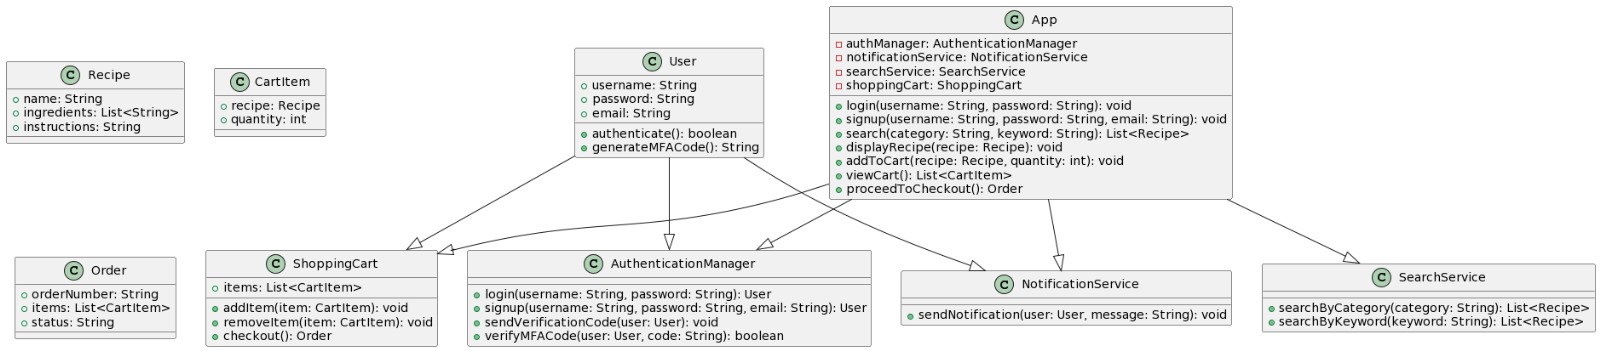 C Recipe
name: String
ingredients: List<String>
instructions: String
C CartItem
recipe: Recipe
quantity: int
C User
username: String
password: String
email: String
authenticate(): boolean
generateMFACode(): String
C App
authManager: AuthenticationManager
notificationService: NotificationService
searchService: SearchService
shoppingCart: ShoppingCart
login(username: String, password: String): void
signup(username: String, password: String, email: String): void
search(category: String, keyword: String): List<Recipe>
displayRecipe(recipe: Recipe): void
addToCart(recipe: Recipe, quantity: int): void
viewCart(): List<CartItem>
proceedToCheckout(): Order
C Order
orderNumber: String
items: List<CartItem>
status: String
C ShoppingCart
items: List<CartItem>
addItem(item: CartItem): void
removeItem(item: CartItem): void
checkout(): Order
C AuthenticationManager
login(username: String, password: String): User
signup(username: String, password: String, email: String): User
sendVerificationCode(user: User): void
verifyMFACode(user: User, code: String): boolean
C NotificationService
sendNotification(user: User, message: String): void
C SearchService
searchByCategory(category: String): List<Recipe>
searchByKeyword(keyword: String): List<Recipe>